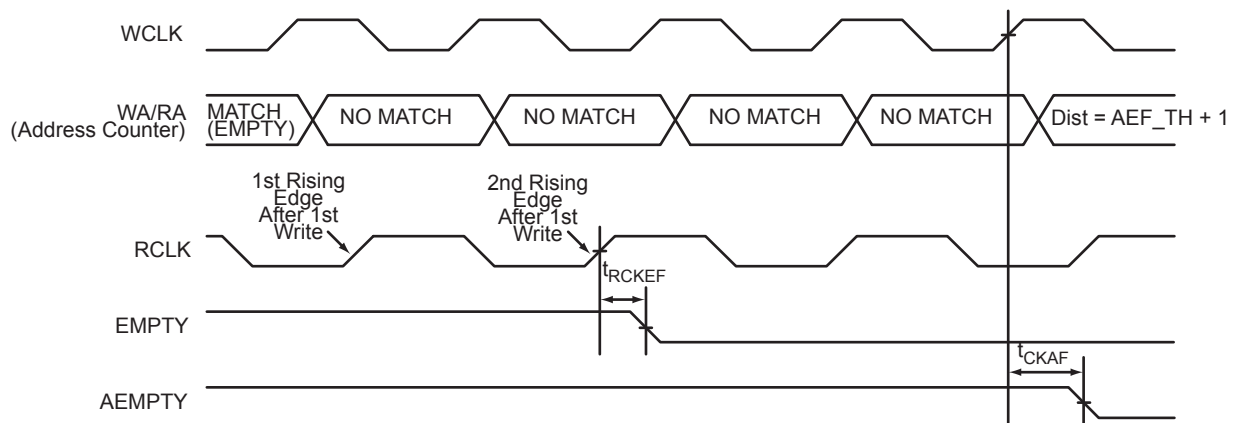 WCLK
WA/RA
(Address Counter)
MATCH
(EMPTY)
NO MATCH
NO MATCH
NO MATCH
NO MATCH
Dist = AEF_TH + 1
1st Rising
Edge
After 1st
Write
2nd Rising
Edge
After 1st
Write
RCLK
tRCKEF
EMPTY
tCKAF
AEMPTY